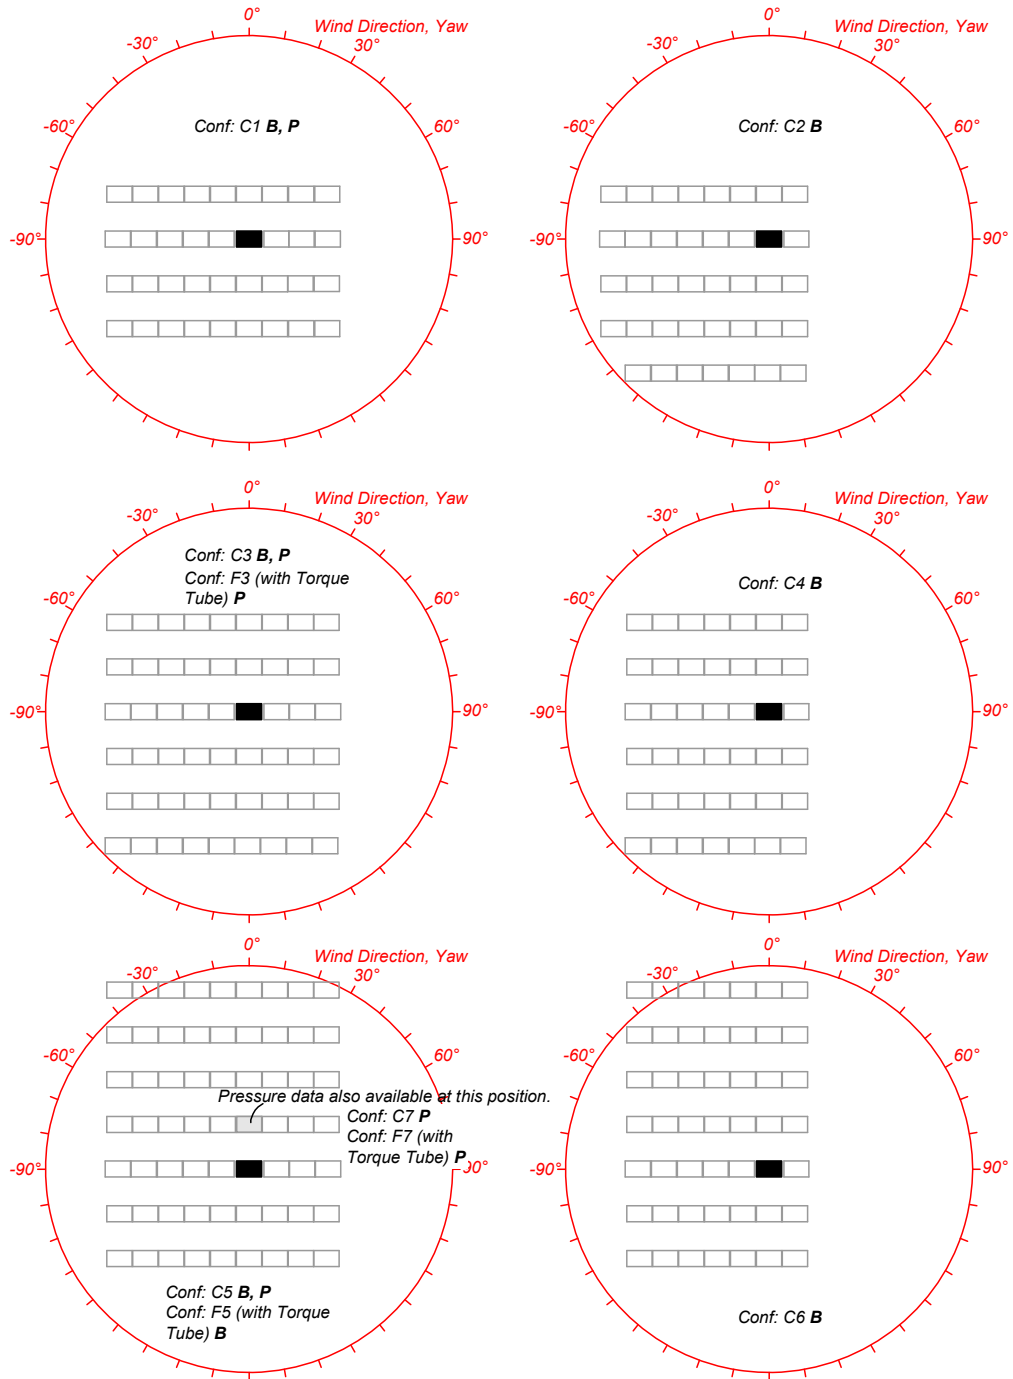 0°
0°
Wind Direction, Yaw
Wind Direction, Yaw
-30°
30°
-30°
30°
-60°
Conf: C1 B, P
60°
-60°
Conf: C2 B
60°
-90°
90°
-90°
90°
0°
0°
Wind Direction, Yaw
Wind Direction, Yaw
-30°
30°
-30°
30°
Conf: C3 B, P
Conf: F3 (with Torque
Tube) P
Conf: C4 B
-60°
60°
-60°
60°
-90°
90°
-90°
90°
0°
0°
Wind Direction, Yaw
Wind Direction, Yaw
-30°
30°
-30°
30°
-60°
60°
-60°
60°
Pressure data also available at this position.
Conf: C7 P
Conf: F7 (with
Torque Tube) P
-90°
90°
-90°
90°
Conf: C5 B, P
Conf: F5 (with Torque
Tube) B
Conf: C6 B